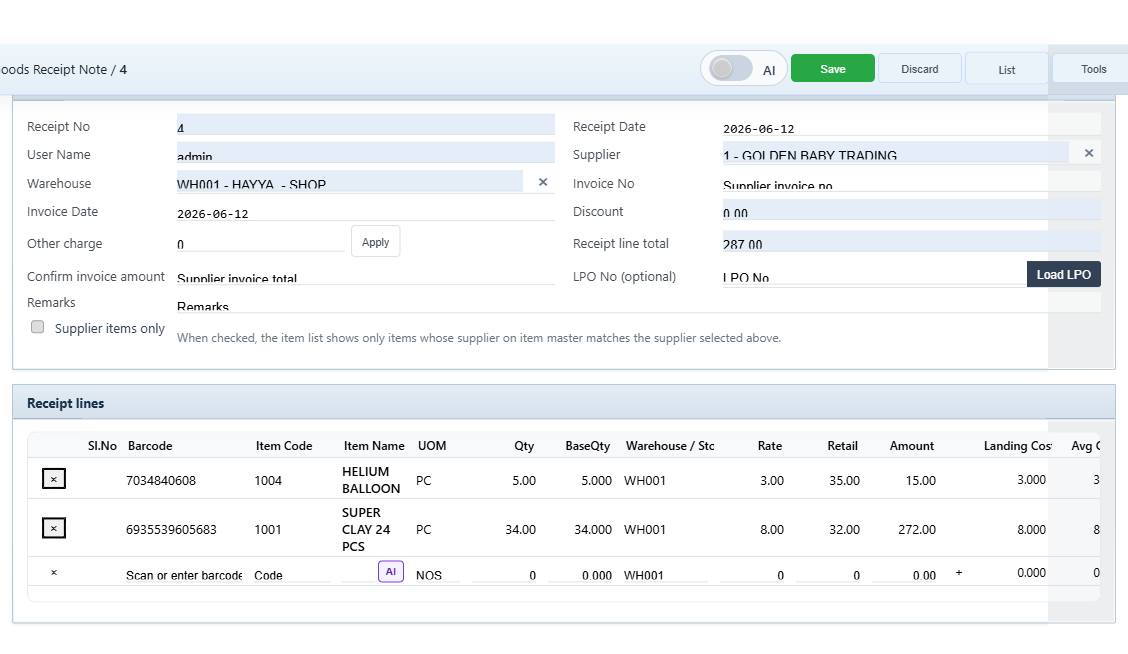 oods Receipt Note / 4
AI
Save
Discard
List
Tools
Receipt No
4
Receipt Date
2026-06-12
User Name
admin
Supplier
1 - GOLDEN BABY TRADING
×
Warehouse
WH001 - HAYYA - SHOP
×
Invoice No
Supplier invoice no
Invoice Date
2026-06-12
Discount
0.00
Other charge
0
Apply
Receipt line total
287.00
Confirm invoice amount
Supplier invoice total
LPO No (optional)
LPO No
Load LPO
Remarks
Remarks
Supplier items only
When checked, the item list shows only items whose supplier on item master matches the supplier selected above.
Receipt lines
Sl.No Barcode Item Code Item Name UOM Qty BaseQty Warehouse / Stc Rate Retail Amount Landing Cos Avg C
× 7034840608 1004 HELIUM BALLOON PC 5.00 5.000 WH001 3.00 35.00 15.00 3.000 3
× 6935539605683 1001 SUPER CLAY 24 PCS PC 34.00 34.000 WH001 8.00 32.00 272.00 8.000 8
× Scan or enter barcode Code AI NOS 0 0.000 WH001 0 0 0.00 + 0.000 0